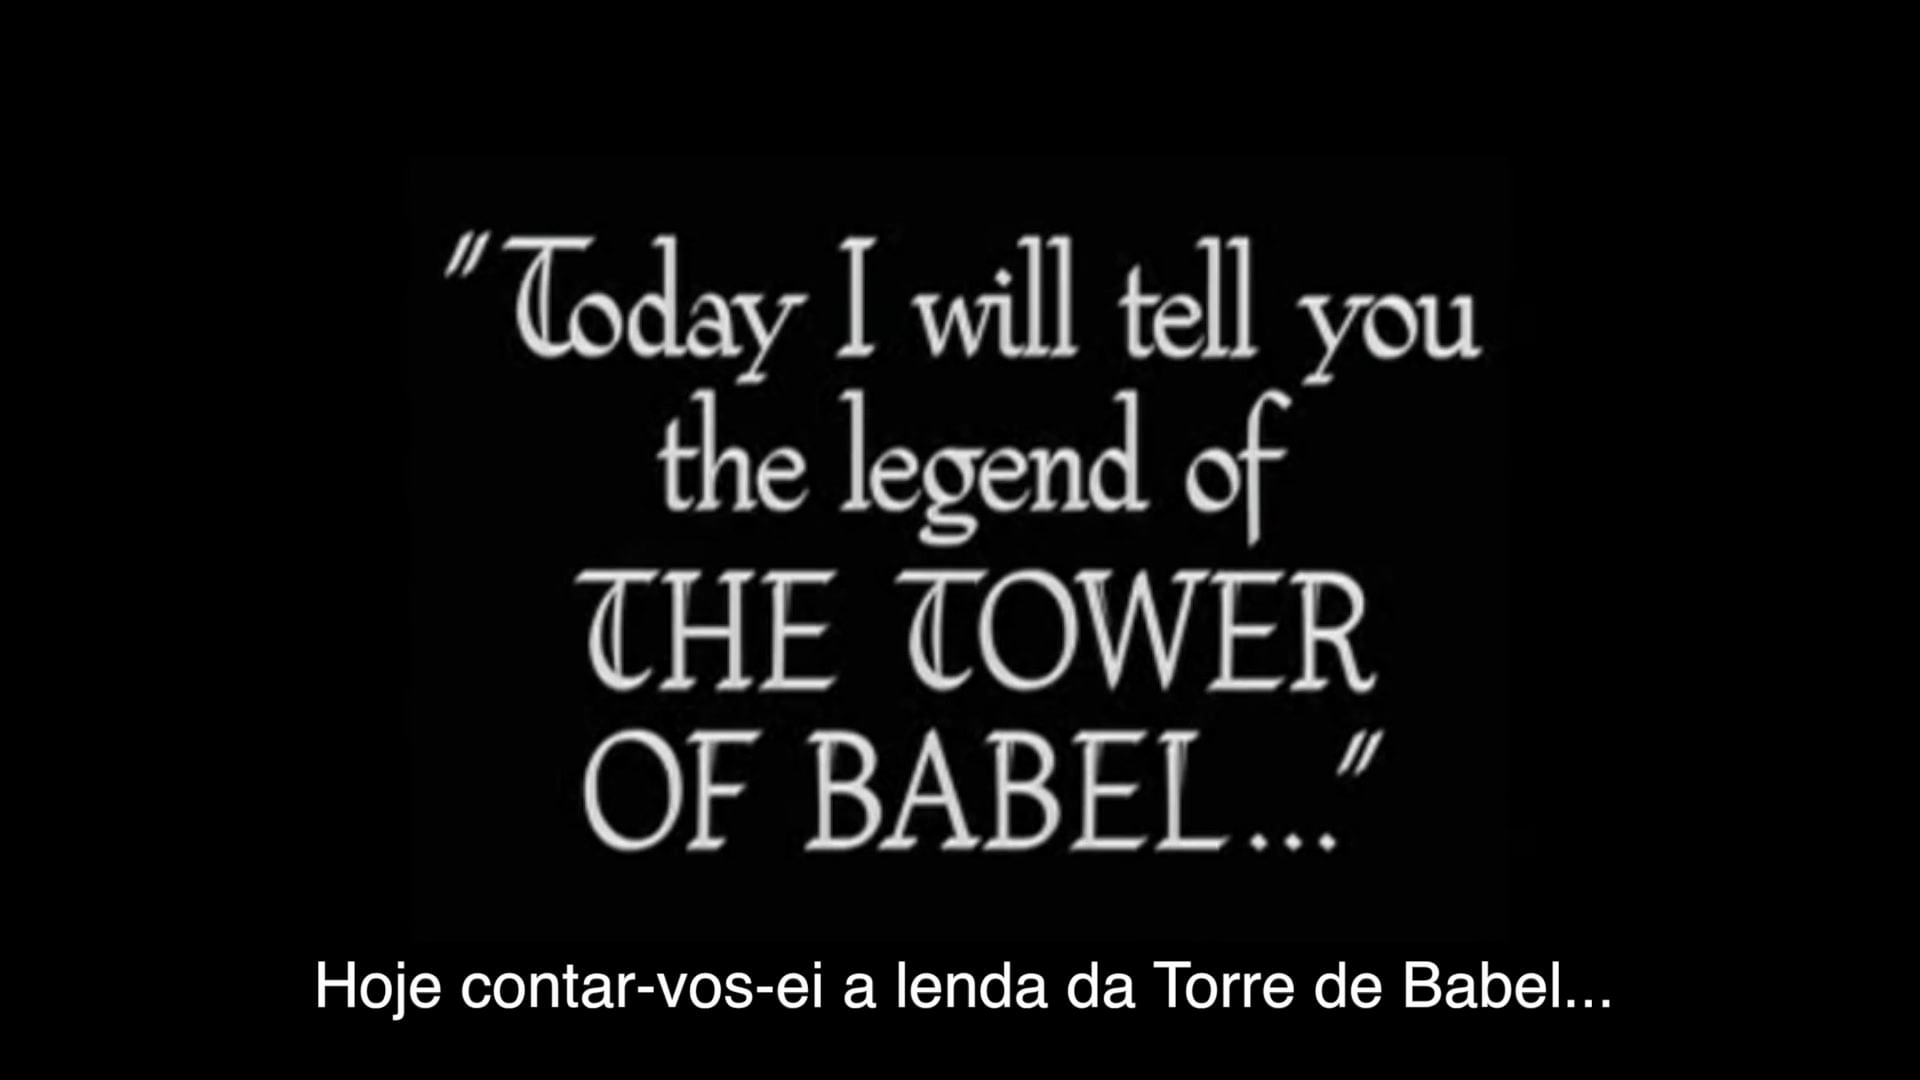 "Today I will tell you
the legend of
THE TOWER
OF BABEL..."
Hoje contar-vos-ei a lenda da Torre de Babel...